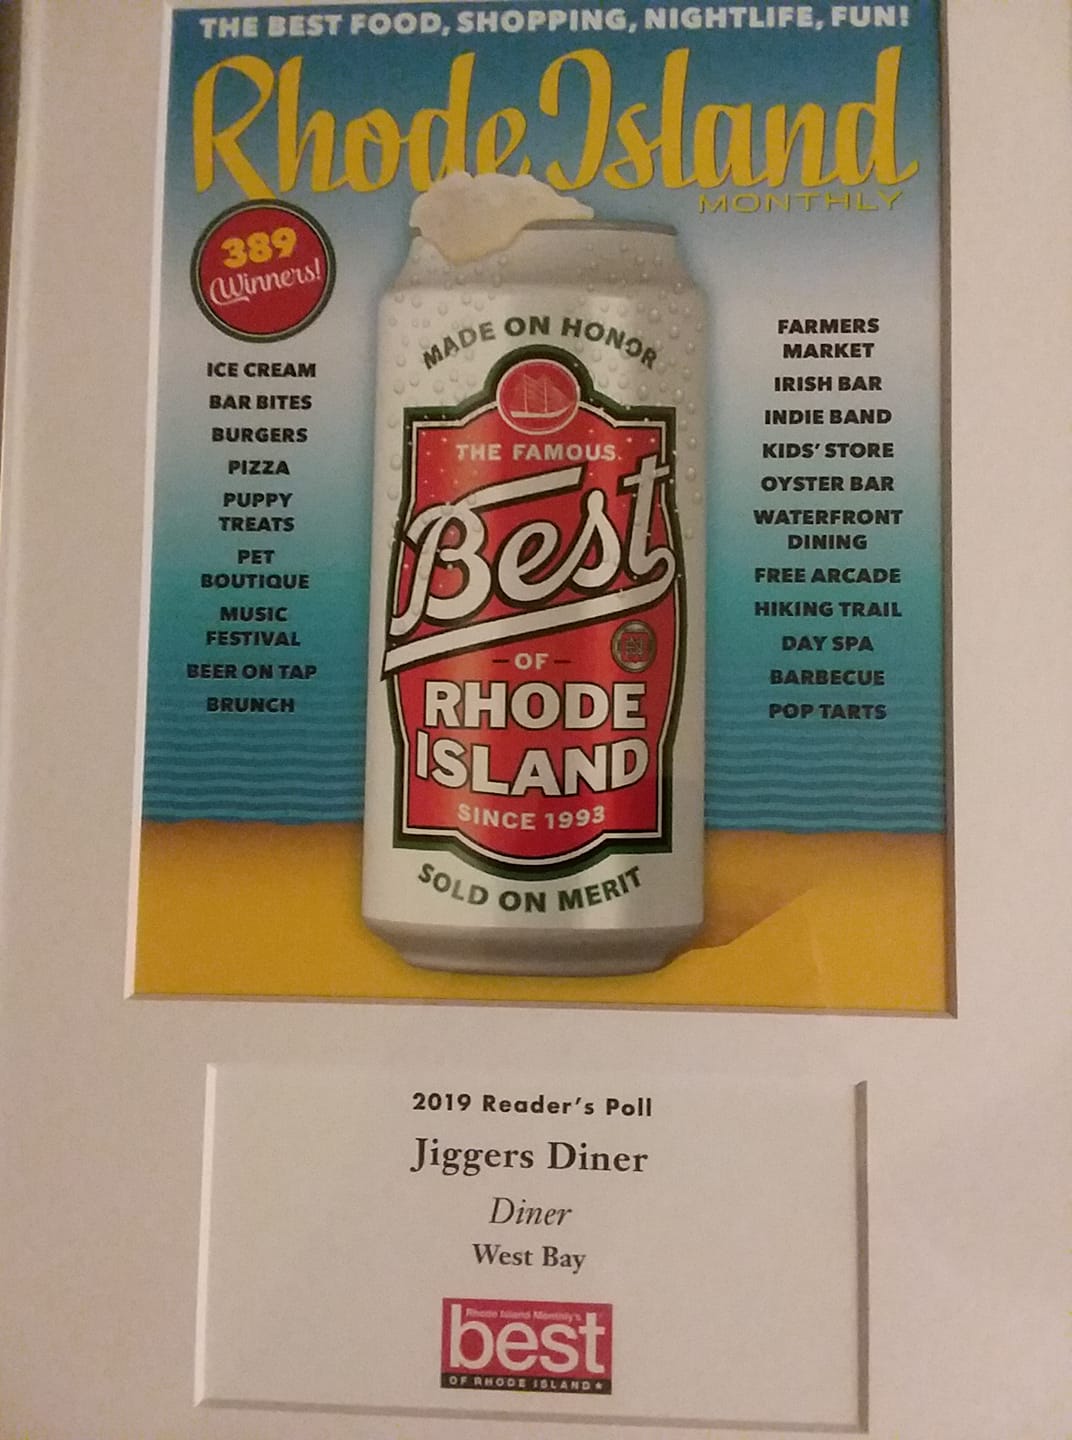 THE BEST FOOD, SHOPPING, NIGHTLIFE, FUN!
Rhode Island
MONTHLY
389
Winners!
ICE CREAM
BAR BITES
BURGERS
PIZZA
PUPPY
TREATS
PET
BOUTIQUE
MUSIC
FESTIVAL
BEER ON TAP
BRUNCH
MADE ON HONOR
THE FAMOUS
Best
-OF-
RHODE
ISLAND
SINCE 1993
SOLD ON MERIT
FARMERS
MARKET
IRISH BAR
INDIE BAND
KIDS' STORE
OYSTER BAR
WATERFRONT
DINING
FREE ARCADE
HIKING TRAIL
DAY SPA
BARBECUE
POP TARTS
2019 Reader's Poll
Jiggers Diner
Diner
West Bay
Rhode Island Monthly's
best
OF RHODE ISLAND★